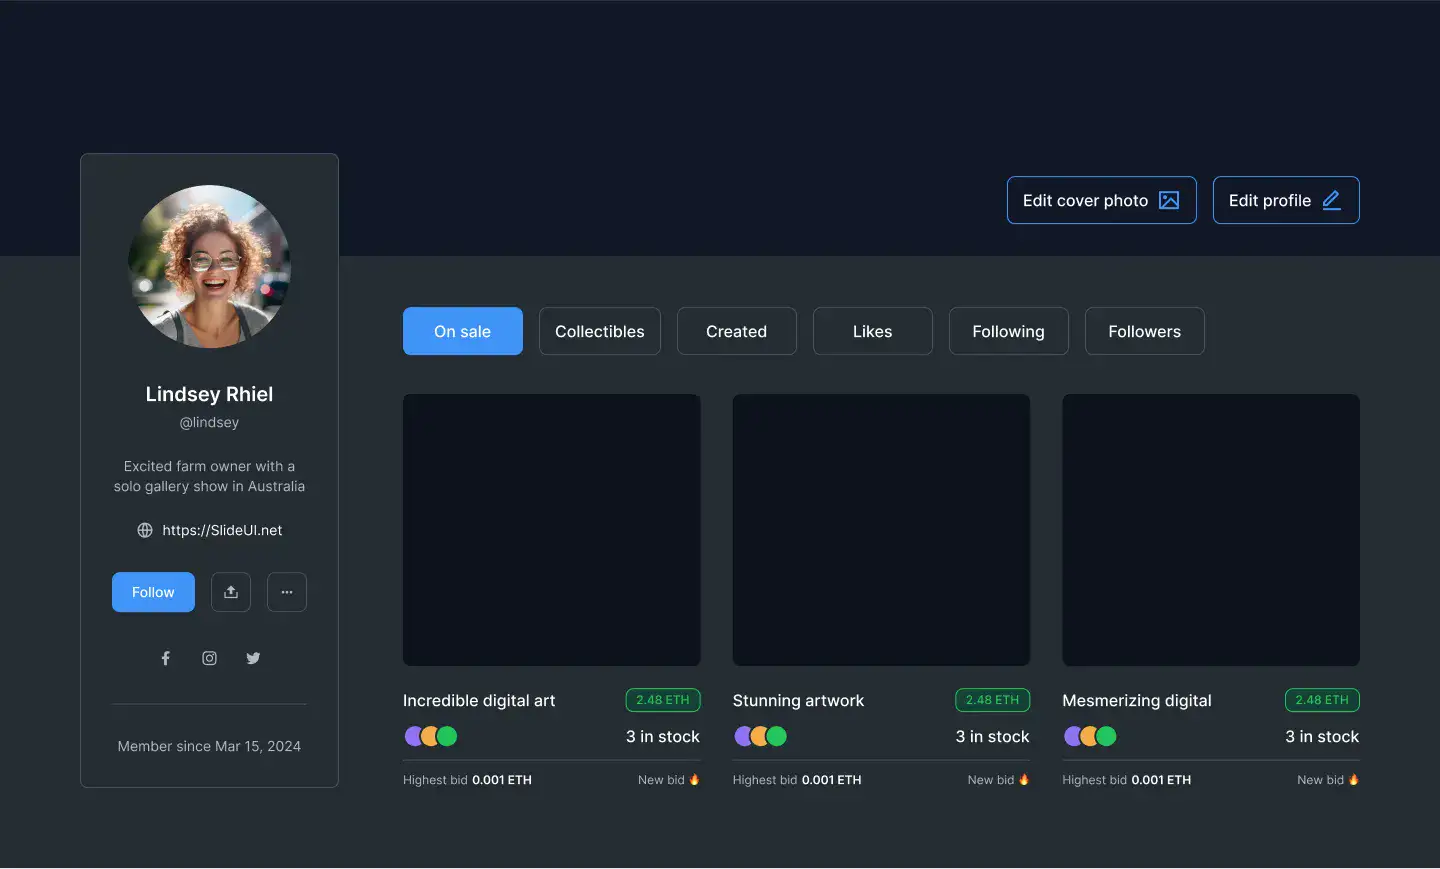 Edit cover photo
Edit profile
Lindsey Rhiel
@lindsey
Excited farm owner with a
solo gallery show in Australia
https://SlideUI.net
Follow
Member since Mar 15, 2024
On sale
Collectibles
Created
Likes
Following
Followers
Incredible digital art
2.48 ETH
3 in stock
Highest bid 0.001 ETH
New bid 🔥
Stunning artwork
2.48 ETH
3 in stock
Highest bid 0.001 ETH
New bid 🔥
Mesmerizing digital
2.48 ETH
3 in stock
Highest bid 0.001 ETH
New bid 🔥